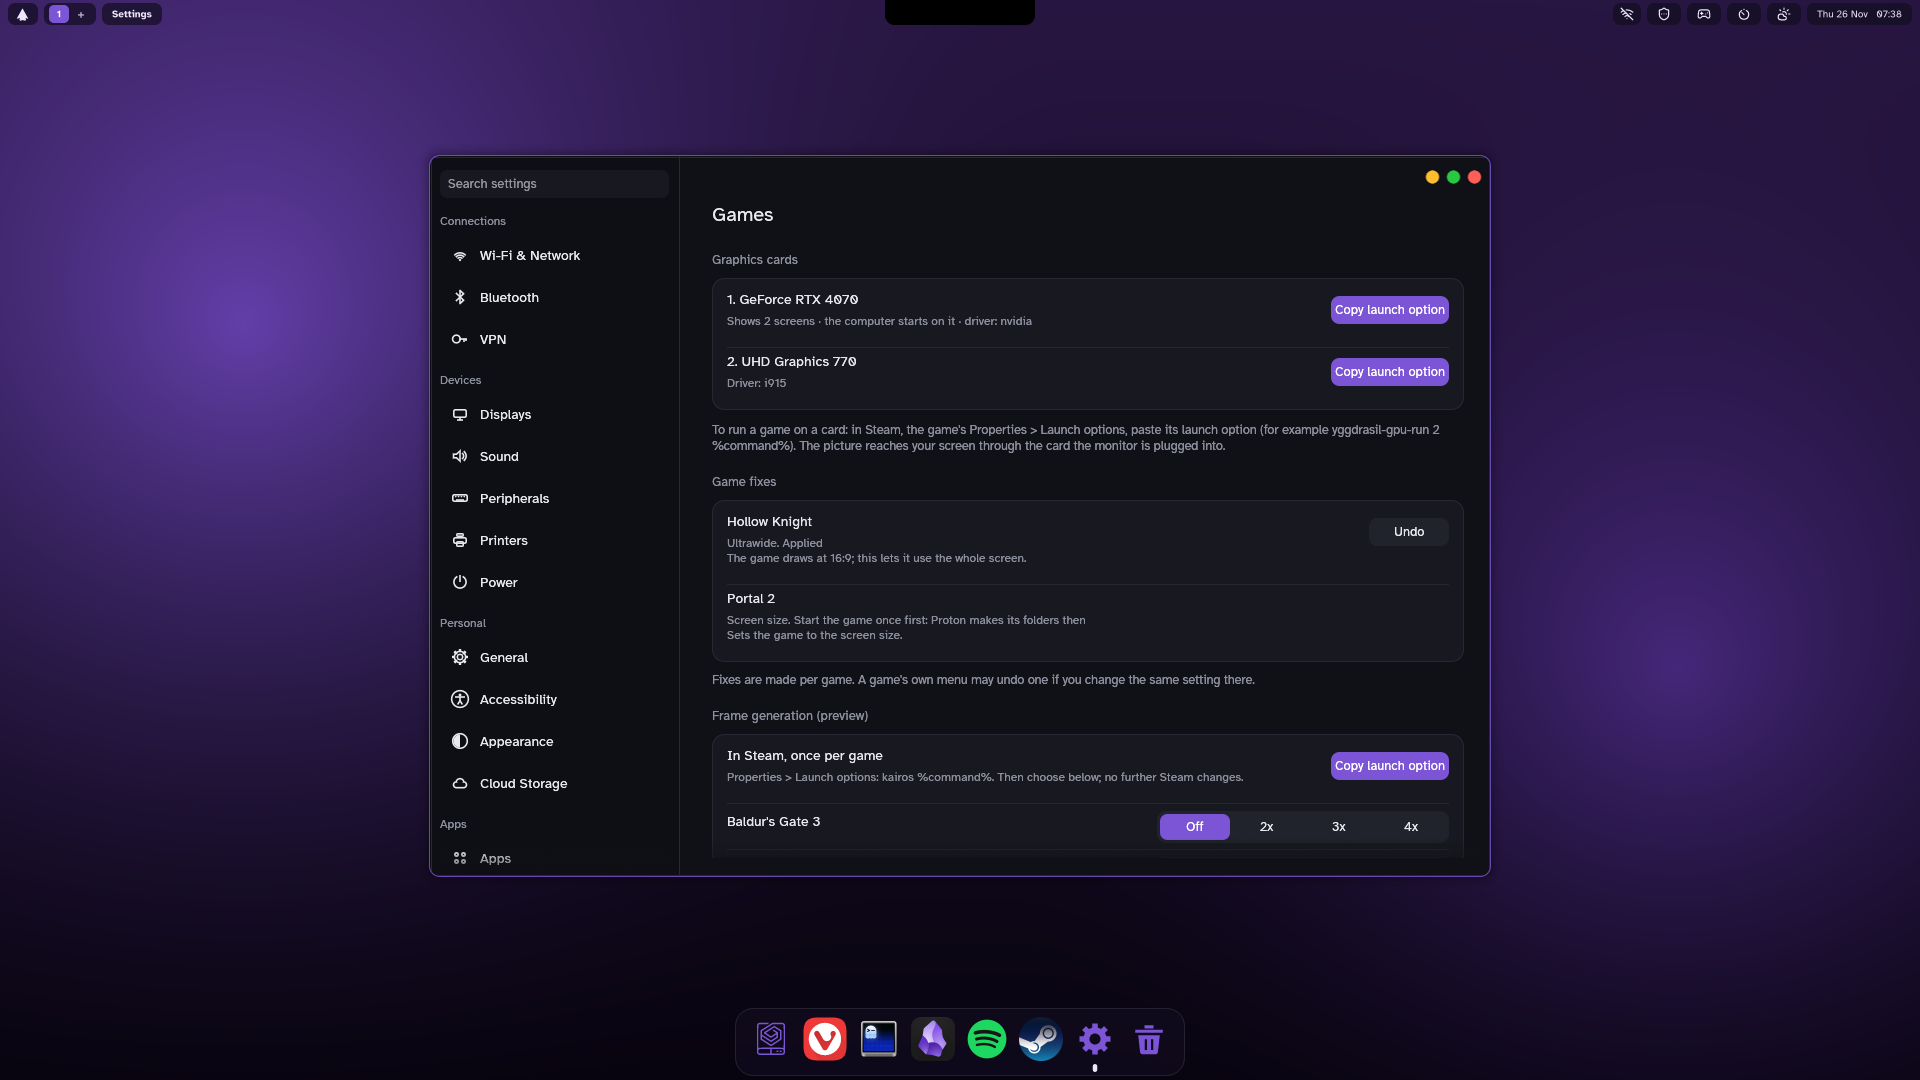 1 +
Settings
Thu 26 Nov 07:38
Search settings
Connections
Wi-Fi & Network
Bluetooth
VPN
Devices
Displays
Sound
Peripherals
Printers
Power
Personal
General
Accessibility
Appearance
Cloud Storage
Apps
Apps
Games
Graphics cards
1. GeForce RTX 4070
Shows 2 screens · the computer starts on it · driver: nvidia
Copy launch option
2. UHD Graphics 770
Driver: i915
Copy launch option
To run a game on a card: in Steam, the game's Properties > Launch options, paste its launch option (for example yggdrasil-gpu-run 2
%command%). The picture reaches your screen through the card the monitor is plugged into.
Game fixes
Hollow Knight
Ultrawide. Applied
The game draws at 16:9; this lets it use the whole screen.
Undo
Portal 2
Screen size. Start the game once first: Proton makes its folders then
Sets the game to the screen size.
Fixes are made per game. A game's own menu may undo one if you change the same setting there.
Frame generation (preview)
In Steam, once per game
Properties > Launch options: kairos %command%. Then choose below; no further Steam changes.
Copy launch option
Baldur's Gate 3
Off 2x 3x 4x